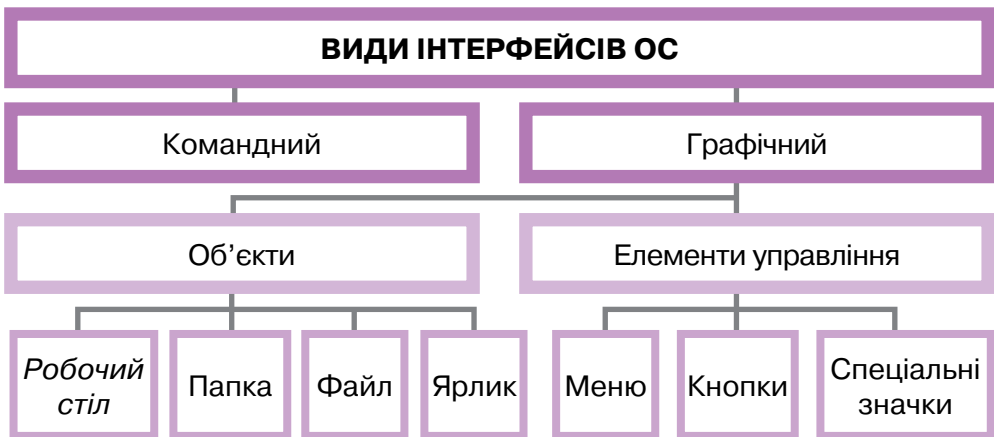 ВИДИ ІНТЕРФЕЙСІВ ОС
Командний
Графічний
Об’єкти
Елементи управління
Робочий
стіл
Папка
Файл
Ярлик
Меню
Кнопки
Спеціальні
значки